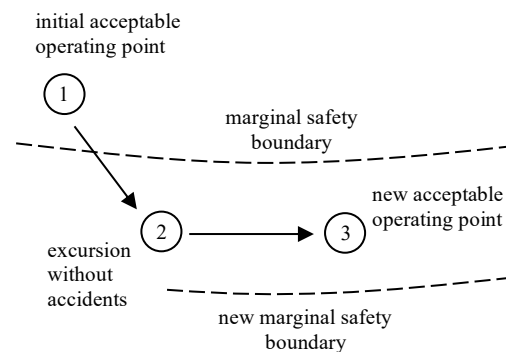 initial acceptable
operating point
1
marginal safety
boundary
new acceptable
operating point
2
3
excursion
without
accidents
new marginal safety
boundary